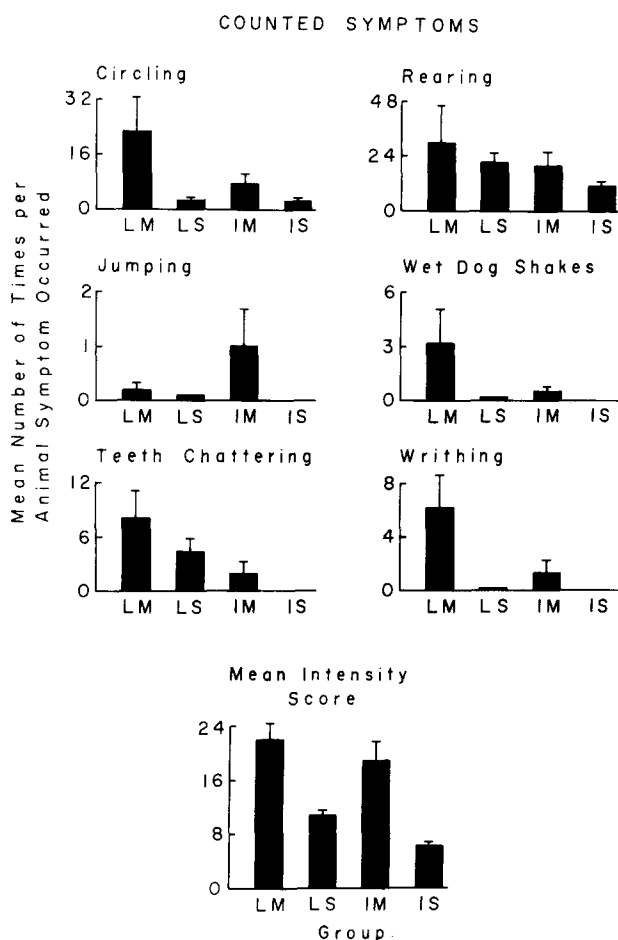 COUNTED SYMPTOMS
Mean Number of Times per
Animal Symptom Occurred
Circling
32
16
0
LM LS IM IS
Rearing
48
24
0
LM LS IM IS
Jumping
2
1
0
LM LS IM IS
Wet Dog Shakes
6
3
0
LM LS IM IS
Teeth Chattering
12
6
0
LM LS IM IS
Writhing
8
4
0
LM LS IM IS
Mean Intensity
Score
24
16
8
0
LM LS IM IS
Group.